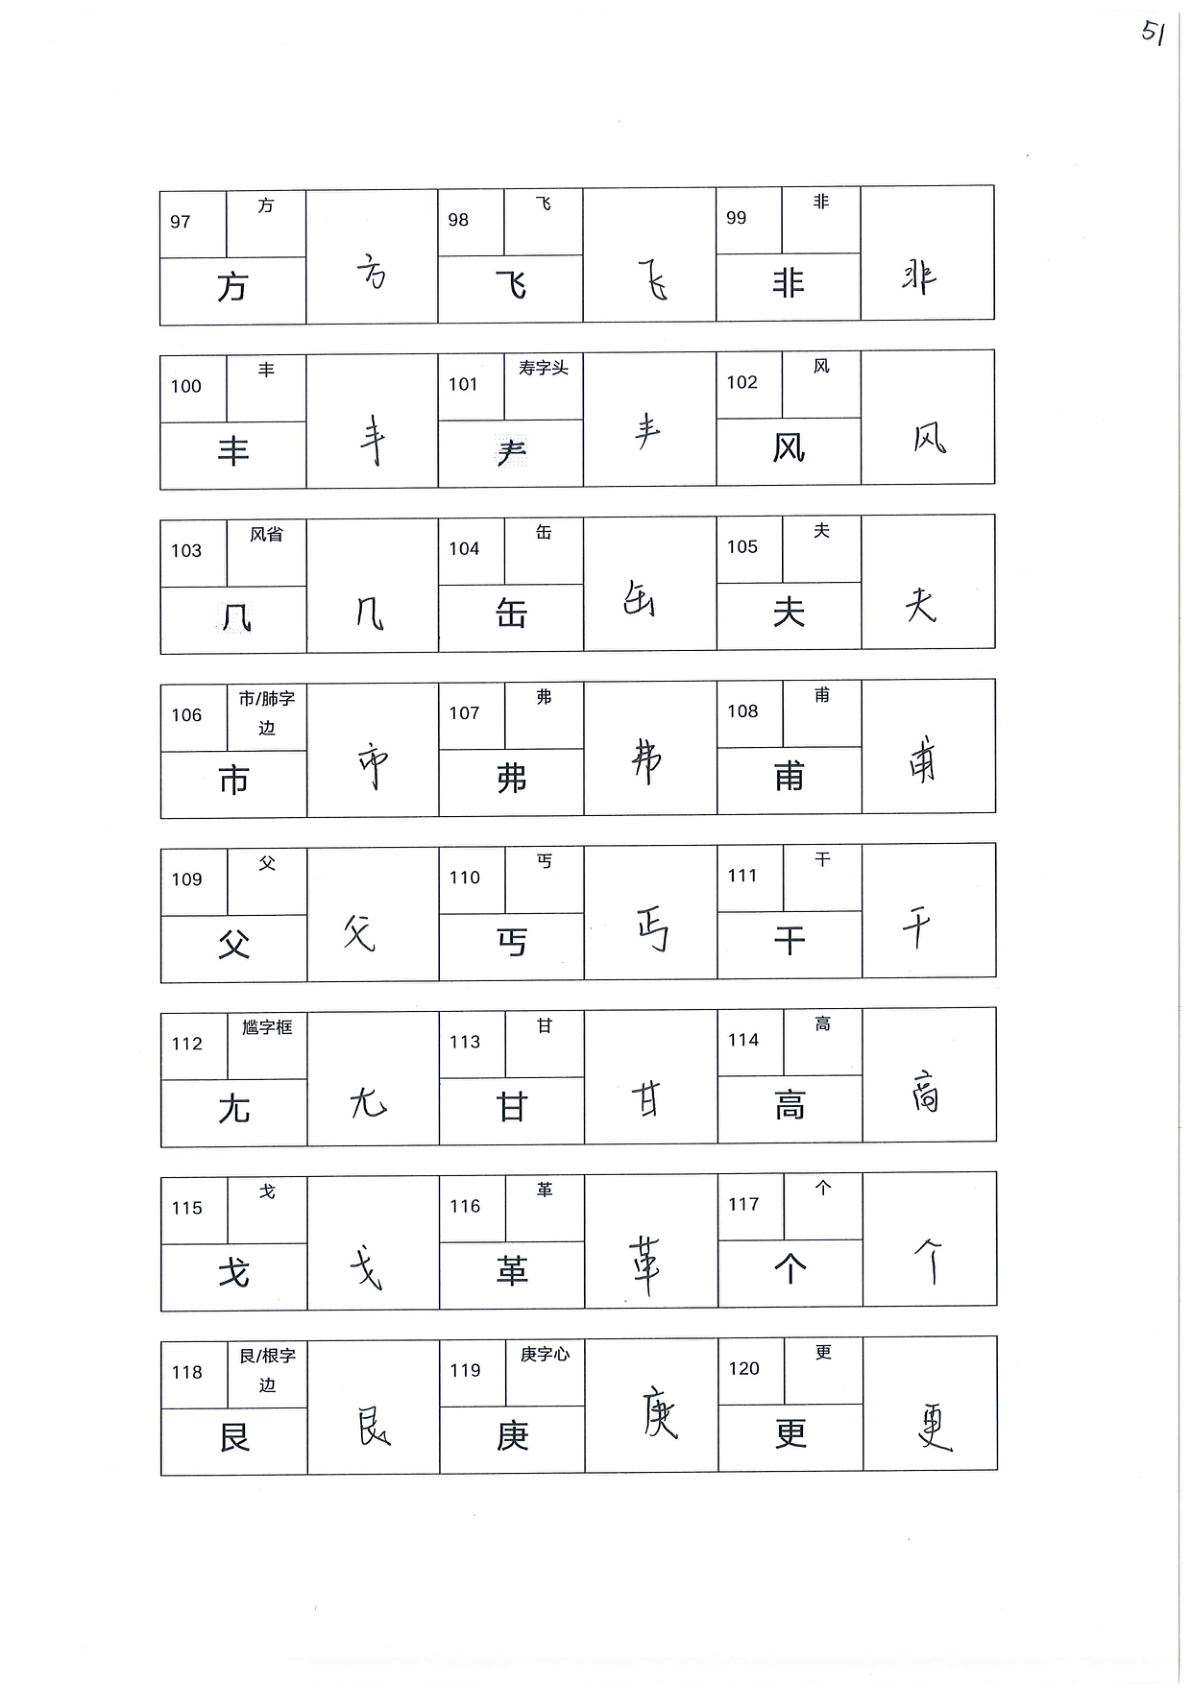 51
97 方 方 方 98 飞 飞 飞 99 非 非 非
100 丰 丰 丰 101 寿字头 𡗗 102 风 风 风
103 风省 几 几 104 缶 缶 缶 105 夫 夫 夫
106 市/肺字边 市 市 107 弗 弗 弗 108 甫 甫 甫
109 父 父 父 110 丐 丐 丐 111 干 干 干
112 尴字框 尢 尢 113 甘 甘 甘 114 高 高 高
115 戈 戈 戈 116 革 革 革 117 个 个 个
118 艮/根字边 艮 艮 119 庚字心 庚 庚 120 更 更 更